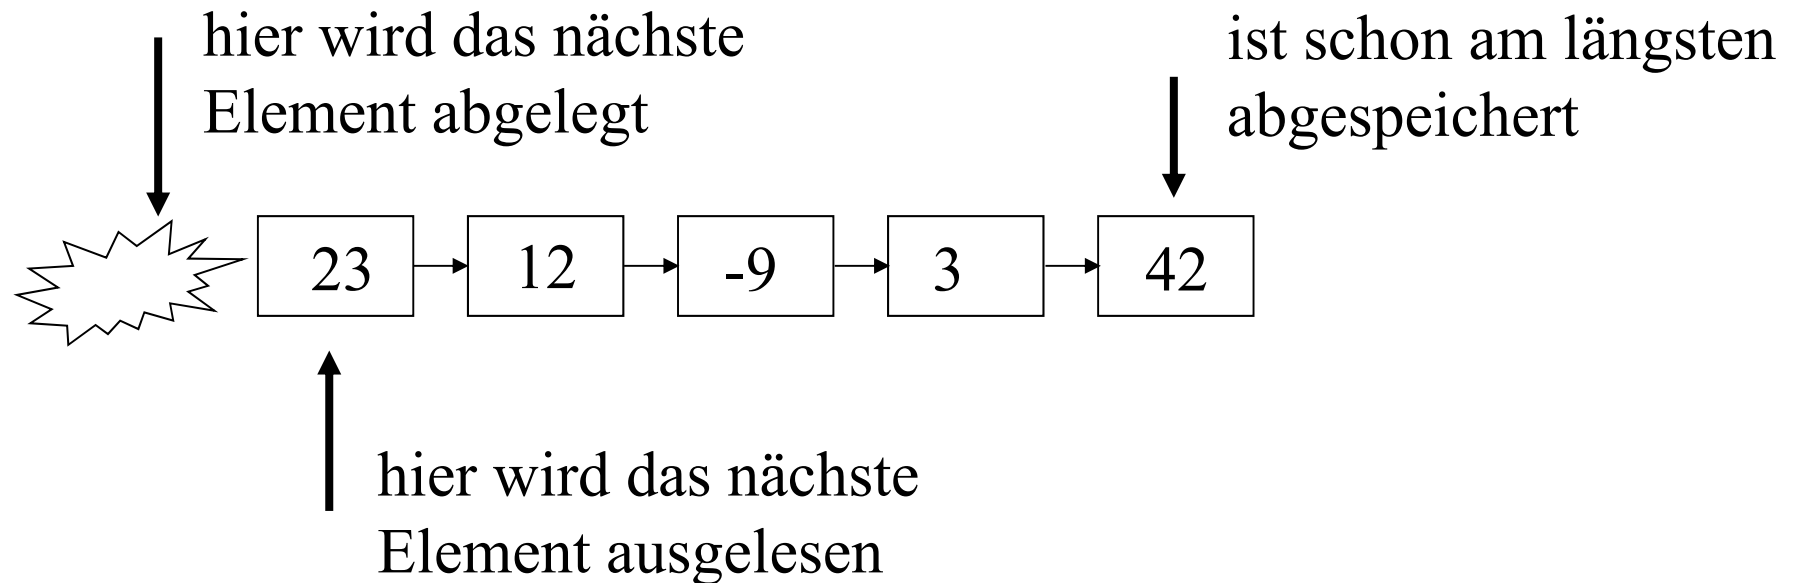 hier wird das nächste
Element abgelegt
ist schon am längsten
abgespeichert
23
12
-9
3
42
hier wird das nächste
Element ausgelesen